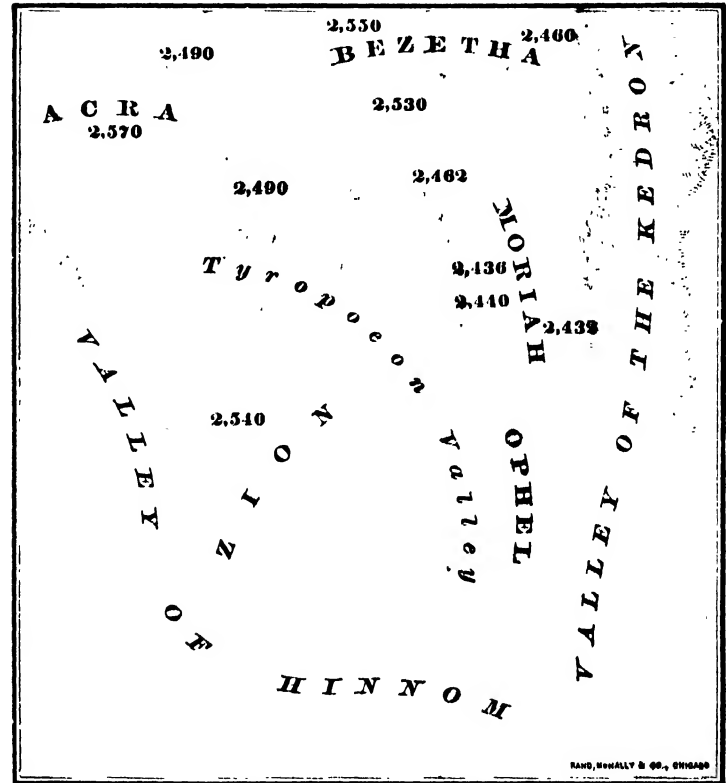 2,550
2,490
BEZETHA
2,460
ACRA
2,570
2,530
2,490
2,462
MORIAH
Tyropoeon Valley
2,436
2,440
2,432
VALLEY OF THE KEDRON
VALLEY OF HINNOM
2,540
ZION
OPHEL
RAND, McNALLY & CO., CHICAGO